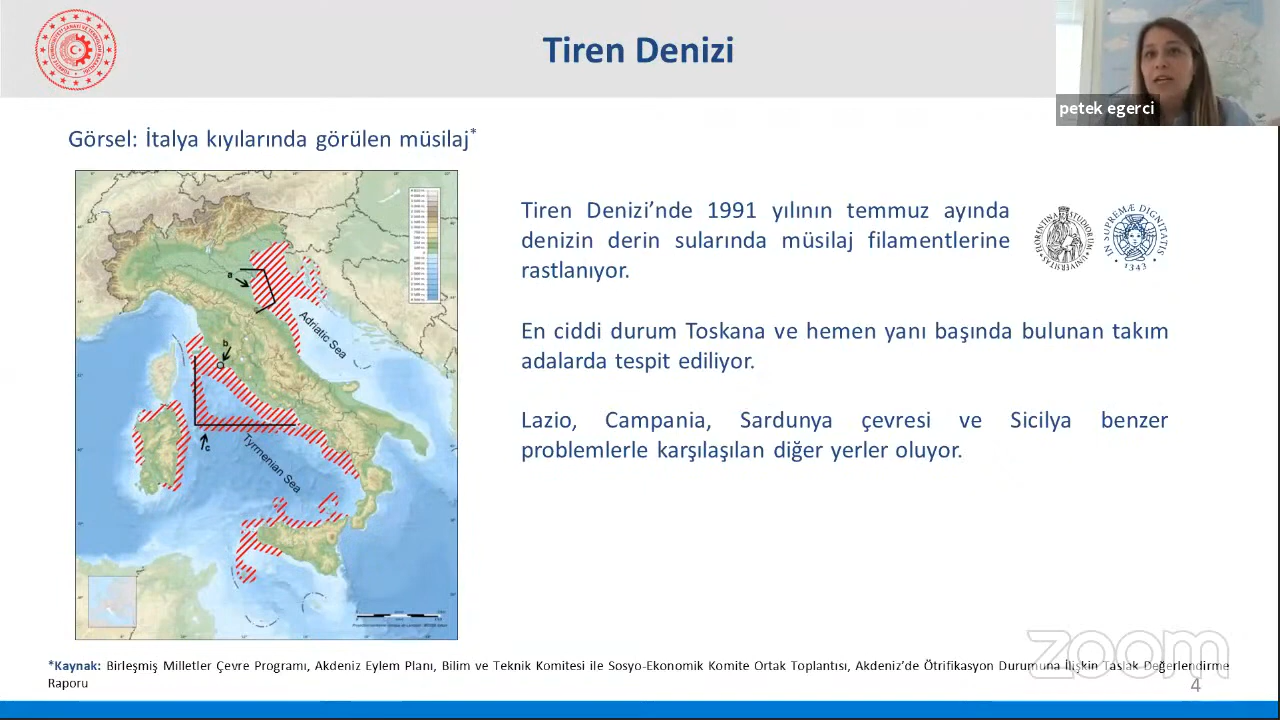 Tiren Denizi
petek egerci
Görsel: İtalya kıyılarında görülen müsilaj*
a
b
c
Adriatic Sea
Tyrrhenian Sea
Tiren Denizi’nde 1991 yılının temmuz ayında
denizin derin sularında müsilaj filamentlerine
rastlanıyor.
IN SUPREMÆ DIGNITATIS
1343
En ciddi durum Toskana ve hemen yanı başında bulunan takım
adalarda tespit ediliyor.
Lazio, Campania, Sardunya çevresi ve Sicilya benzer
problemlerle karşılaşılan diğer yerler oluyor.
zoom
*Kaynak: Birleşmiş Milletler Çevre Programı, Akdeniz Eylem Planı, Bilim ve Teknik Komitesi ile Sosyo-Ekonomik Komite Ortak Toplantısı, Akdeniz’de Ötrifikasyon Durumuna İlişkin Taslak Değerlendirme
Raporu
4